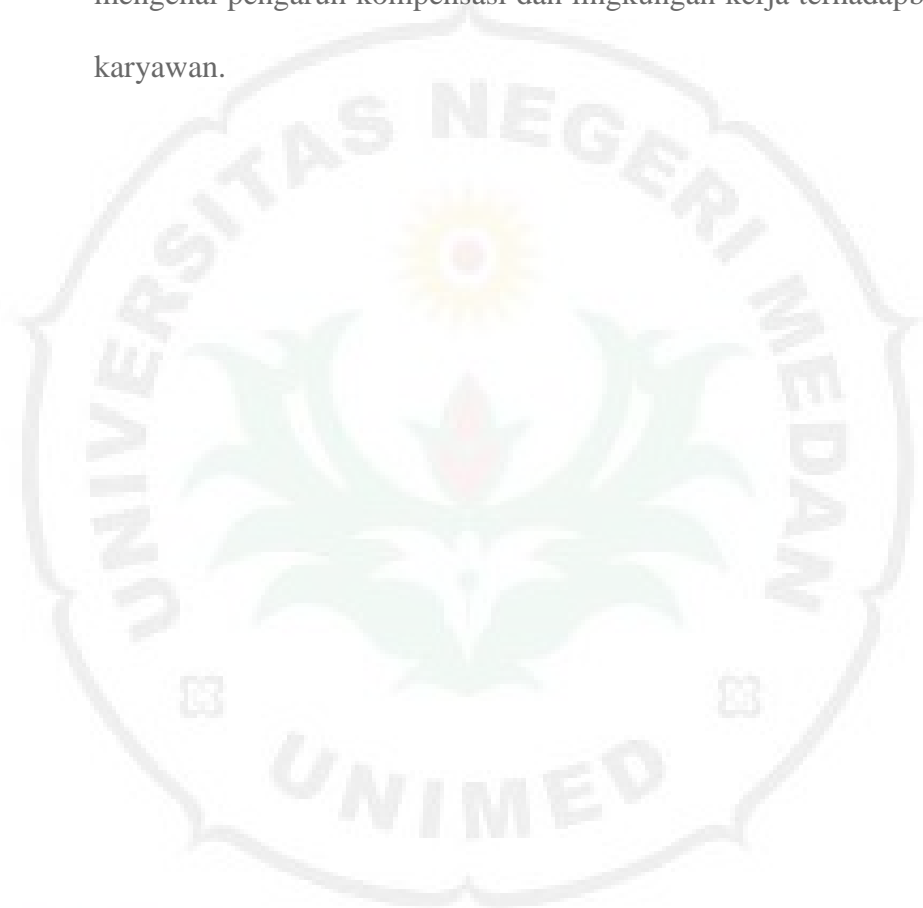 mengenai pengaruh kompensasi dan lingkungan kerja terhadap
karyawan.
UNIVERSITAS NEGERI MEDAN
UNIMED